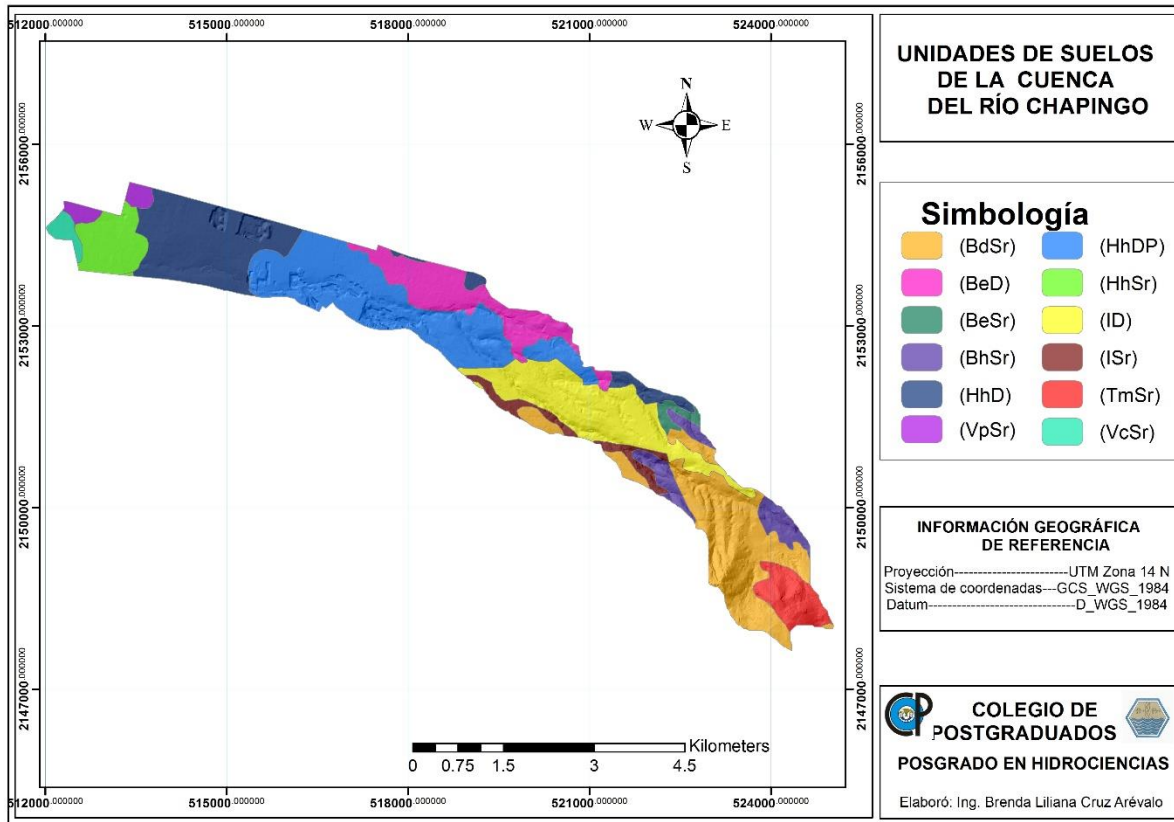 512000.000000 515000.000000 518000.000000 521000.000000 524000.000000
UNIDADES DE SUELOS
DE LA CUENCA
DEL RÍO CHAPINGO
N
W E
S
2156000.000000 2156000.000000
2153000.000000 2153000.000000
2150000.000000 2150000.000000
2147000.000000 2147000.000000
Simbología
(BdSr) (HhDP)
(BeD) (HhSr)
(BeSr) (ID)
(BhSr) (ISr)
(HhD) (TmSr)
(VpSr) (VcSr)
INFORMACIÓN GEOGRÁFICA
DE REFERENCIA
Proyección-----------------------UTM Zona 14 N
Sistema de coordenadas---GCS_WGS_1984
Datum-----------------------------D_WGS_1984
Kilometers
0 0.75 1.5 3 4.5
512000.000000 515000.000000 518000.000000 521000.000000 524000.000000
CP
COLEGIO DE
POSTGRADUADOS
POSGRADO EN HIDROCIENCIAS
Elaboró: Ing. Brenda Liliana Cruz Arévalo